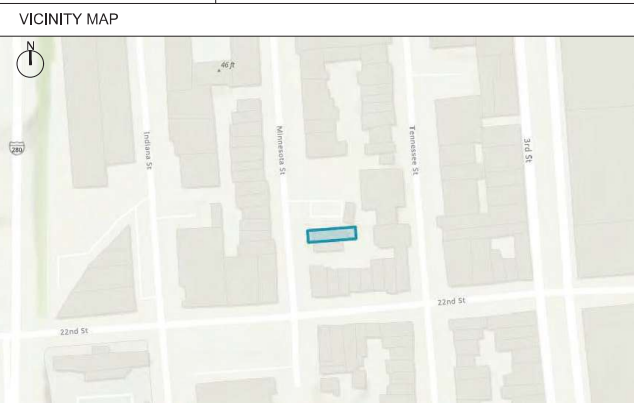 VICINITY MAP
N
46 ft
280
Indiana St
Minnesota St
Tennessee St
3rd St
22nd St
22nd St